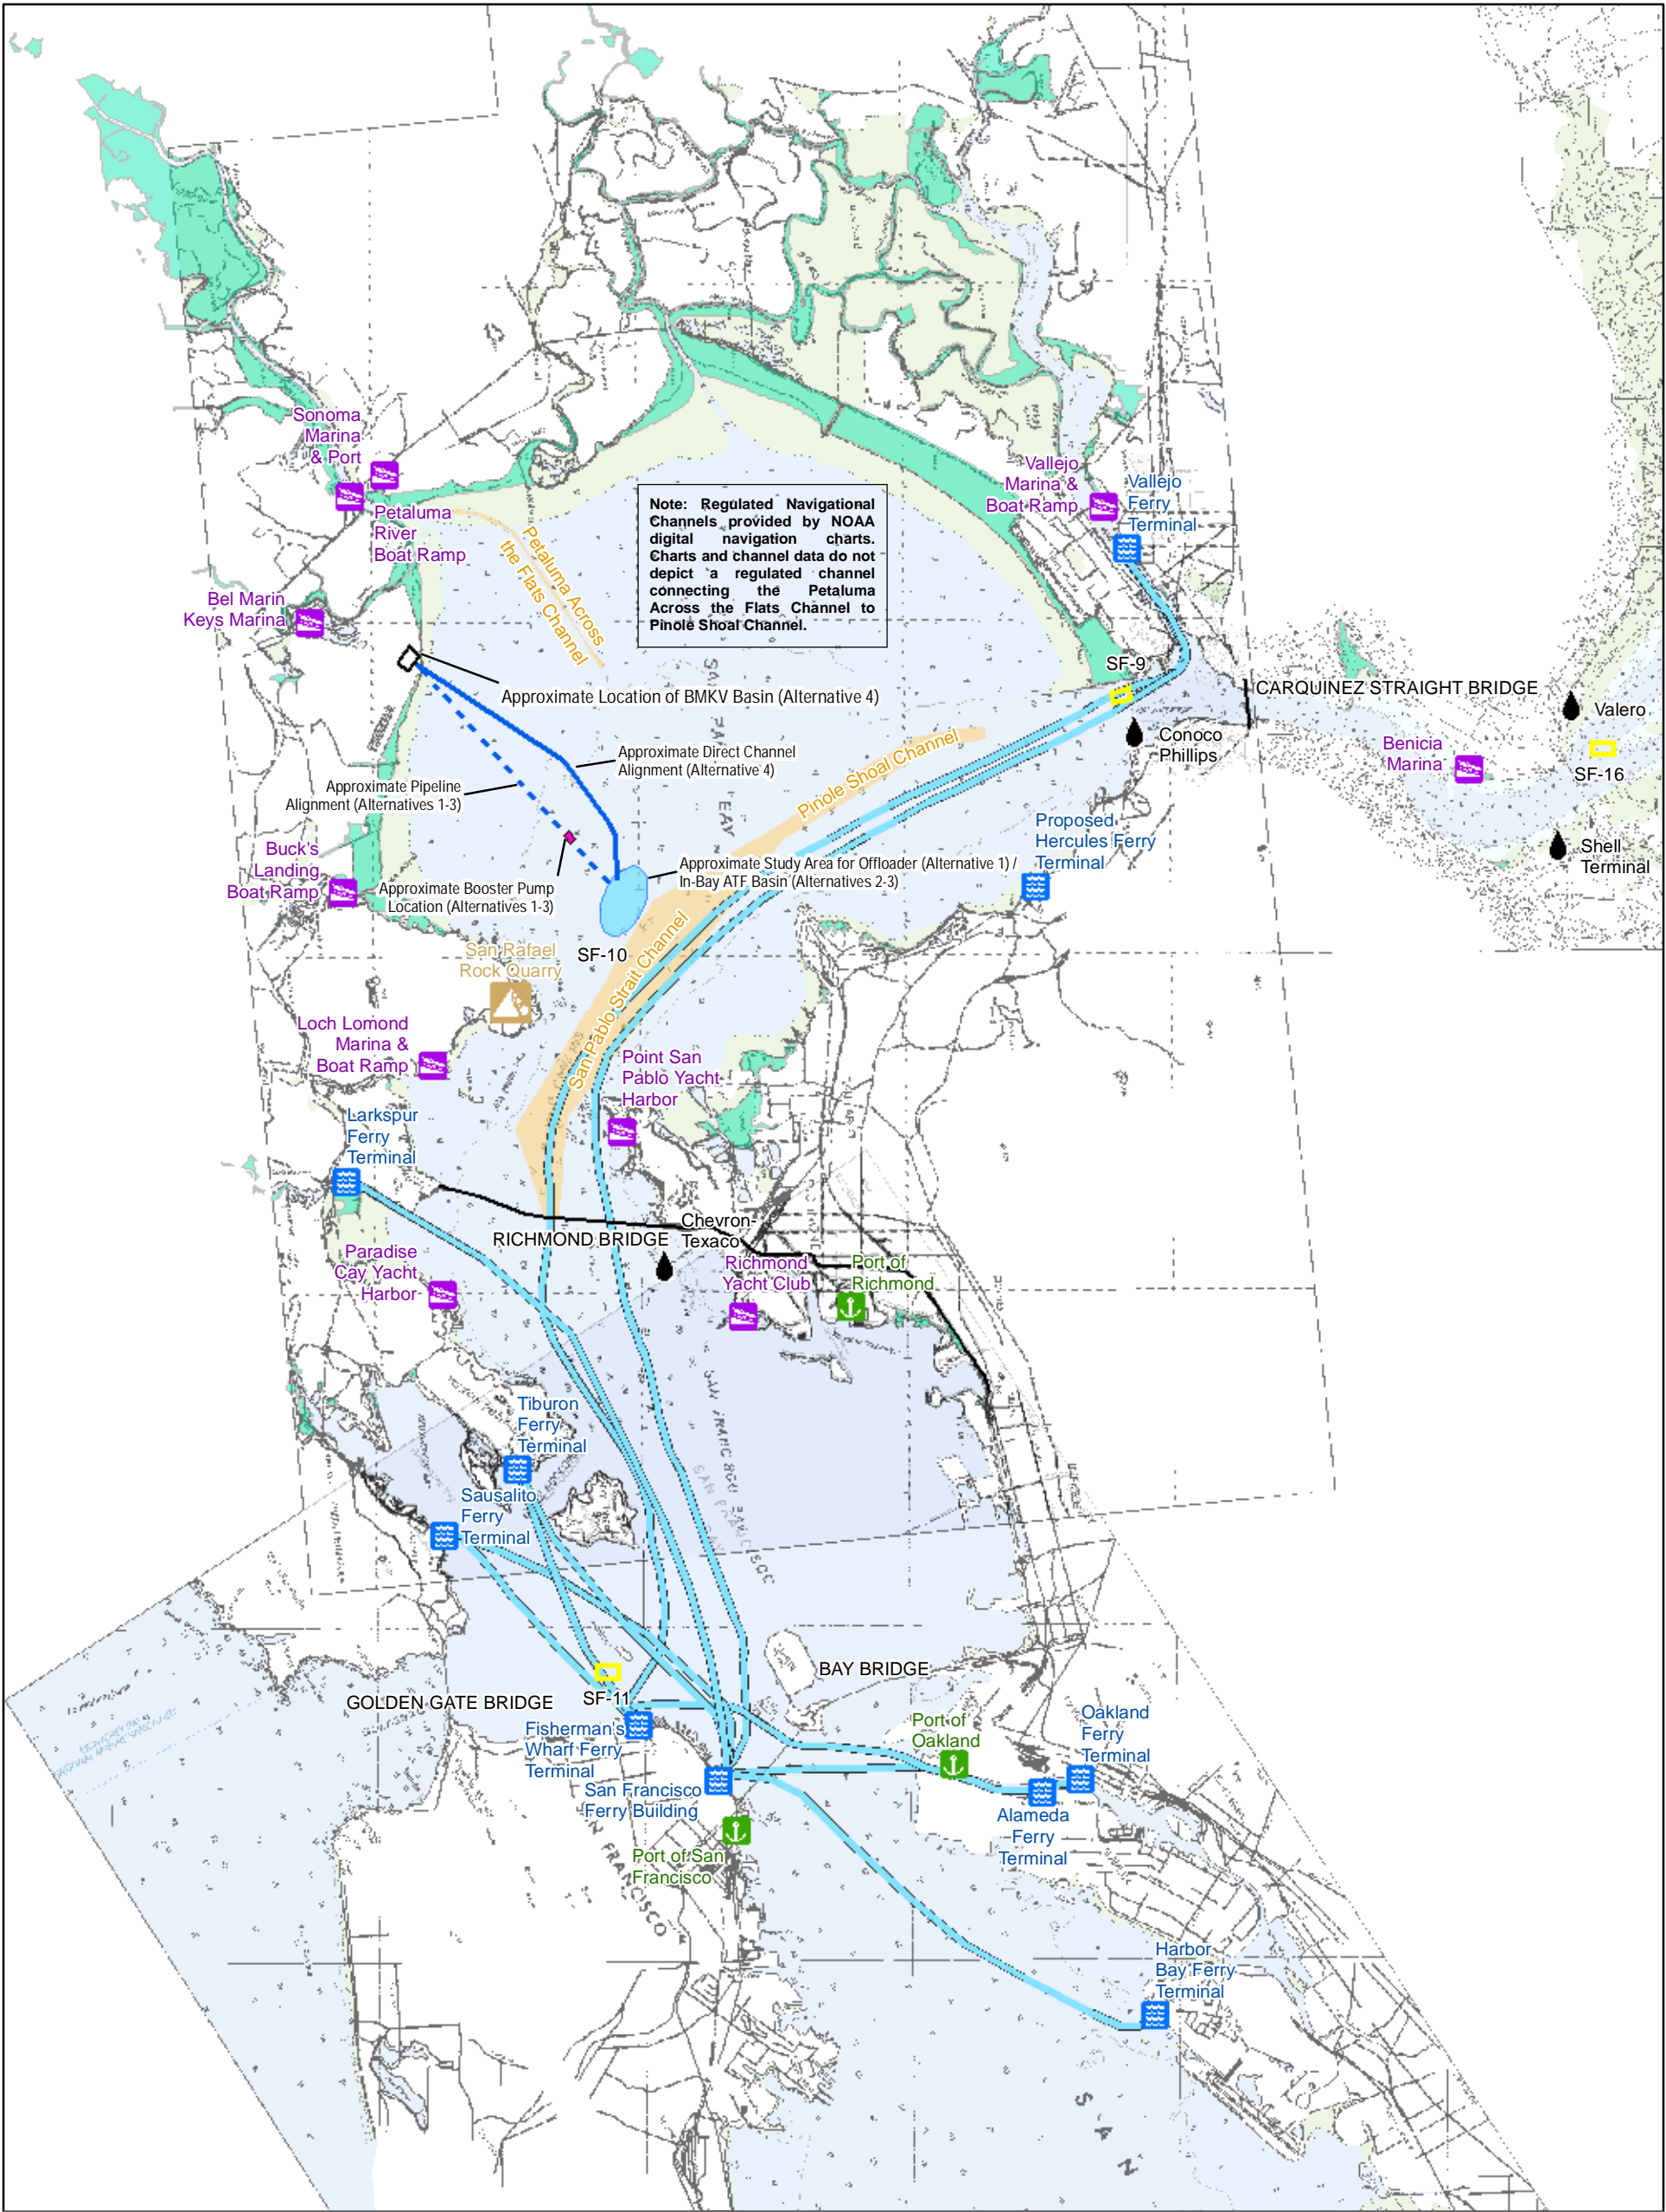 Sonoma
Marina
& Port
Petaluma
River
Boat Ramp
Bel Marin
Keys Marina
Petaluma Across
the Flats Channel
Note: Regulated Navigational
Channels provided by NOAA
digital navigation charts.
Charts and channel data do not
depict a regulated channel
connecting the Petaluma
Across the Flats Channel to
Pinole Shoal Channel.
Vallejo
Marina &
Boat Ramp
Vallejo
Ferry
Terminal
SF-9
CARQUINEZ STRAIGHT BRIDGE
Valero
Conoco
Phillips
Benicia
Marina
SF-16
Shell
Terminal
Approximate Location of BMKV Basin (Alternative 4)
Approximate Direct Channel
Alignment (Alternative 4)
Approximate Pipeline
Alignment (Alternatives 1-3)
Pinole Shoal Channel
Proposed
Hercules Ferry
Terminal
Buck's
Landing
Boat Ramp
Approximate Booster Pump
Location (Alternatives 1-3)
Approximate Study Area for Offloader (Alternative 1) /
In-Bay ATF Basin (Alternatives 2-3)
SF-10
San Rafael
Rock Quarry
San Pablo Strait Channel
Loch Lomond
Marina &
Boat Ramp
Point San
Pablo Yacht
Harbor
Larkspur
Ferry
Terminal
RICHMOND BRIDGE
Chevron-
Texaco
Paradise
Cay Yacht
Harbor
Richmond
Yacht Club
Port of
Richmond
Tiburon
Ferry
Terminal
Sausalito
Ferry
Terminal
BAY BRIDGE
GOLDEN GATE BRIDGE
SF-11
Fisherman's
Wharf Ferry
Terminal
San Francisco
Ferry Building
Port of
Oakland
Oakland
Ferry
Terminal
Alameda
Ferry
Terminal
Port of San
Francisco
Harbor
Bay Ferry
Terminal